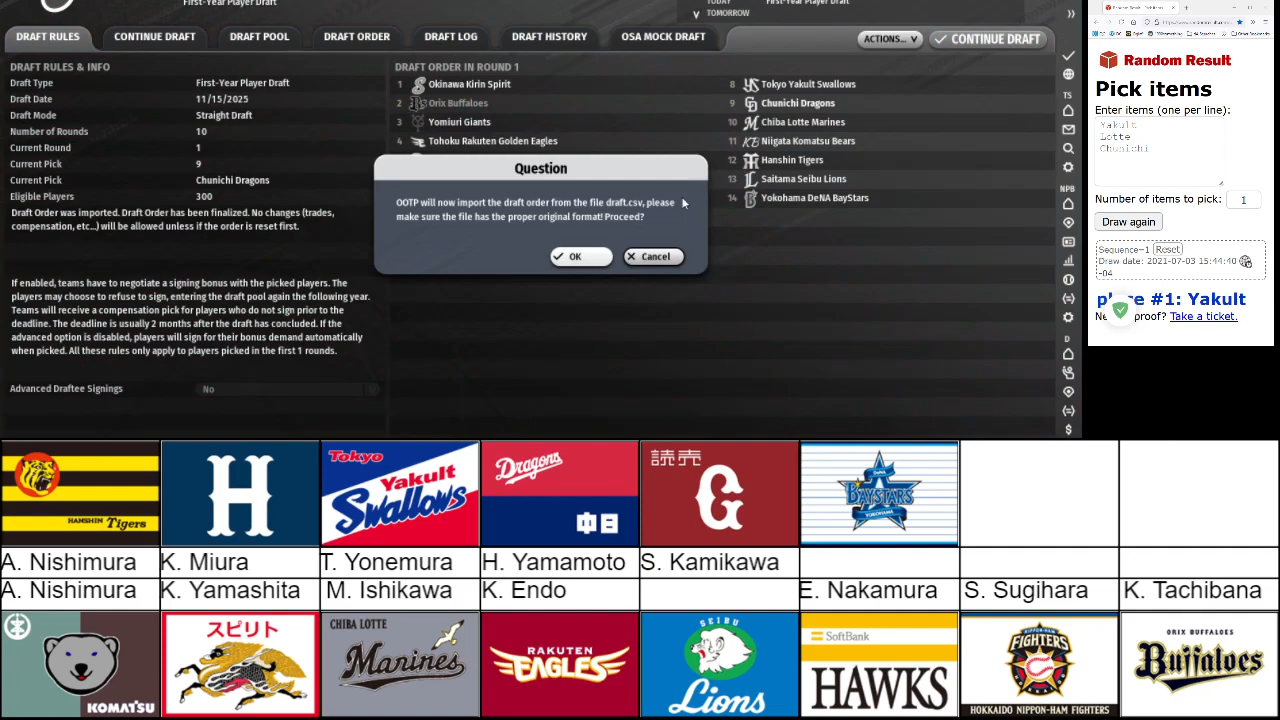 First-Year Player Draft
TODAY
First-Year Player Draft
TOMORROW
DRAFT RULES
CONTINUE DRAFT
DRAFT POOL
DRAFT ORDER
DRAFT LOG
DRAFT HISTORY
OSA MOCK DRAFT
ACTIONS...
CONTINUE DRAFT
DRAFT RULES & INFO
Draft Type First-Year Player Draft
Draft Date 11/15/2025
Draft Mode Straight Draft
Number of Rounds 10
Current Round 1
Current Pick 9
Current Pick Chunichi Dragons
Eligible Players 300
Draft Order was imported. Draft Order has been finalized. No changes (trades,
compensation, etc...) will be allowed unless if the order is reset first.
If enabled, teams have to negotiate a signing bonus with the picked players. The
players may choose to refuse to sign, entering the draft pool again the following year.
Teams will receive a compensation pick for players who do not sign prior to the
deadline. The deadline is usually 2 months after the draft has concluded. If the
advanced option is disabled, players will sign for their bonus demand automatically
when picked. All these rules only apply to players picked in the first 1 rounds.
Advanced Draftee Signings No
DRAFT ORDER IN ROUND 1
1 Okinawa Kirin Spirit
2 Orix Buffaloes
3 Yomiuri Giants
4 Tohoku Rakuten Golden Eagles
8 Tokyo Yakult Swallows
9 Chunichi Dragons
10 Chiba Lotte Marines
11 Niigata Komatsu Bears
12 Hanshin Tigers
13 Saitama Seibu Lions
14 Yokohama DeNA BayStars
Question
OOTP will now import the draft order from the file draft.csv, please
make sure the file has the proper original format! Proceed?
OK
Cancel
TS
NPB
D
$
Random Result
Pick items
Enter items (one per line):
Yakult
Lotte
Chunichi
Number of items to pick: 1
Draw again
Sequence=1 Reset
Draw date: 2021-07-03 15:44:40
-04
#1: Yakult
proof? Take a ticket.
HANSHIN Tigers
H
Tokyo
Yakult
Swallows
Dragons
中日
読売
G
DeNA
BAYSTARS
YOKOHAMA
A. Nishimura
K. Miura
T. Yonemura
H. Yamamoto
S. Kamikawa
A. Nishimura
K. Yamashita
M. Ishikawa
K. Endo
E. Nakamura
S. Sugihara
K. Tachibana
KOMATSU
スピリト
CHIBA LOTTE
Marines
RAKUTEN
EAGLES
SEIBU
Lions
SoftBank
HAWKS
NIPPON-HAM
FIGHTERS
HOKKAIDO NIPPON-HAM FIGHTERS
ORIX BUFFALOES
Buffaloes